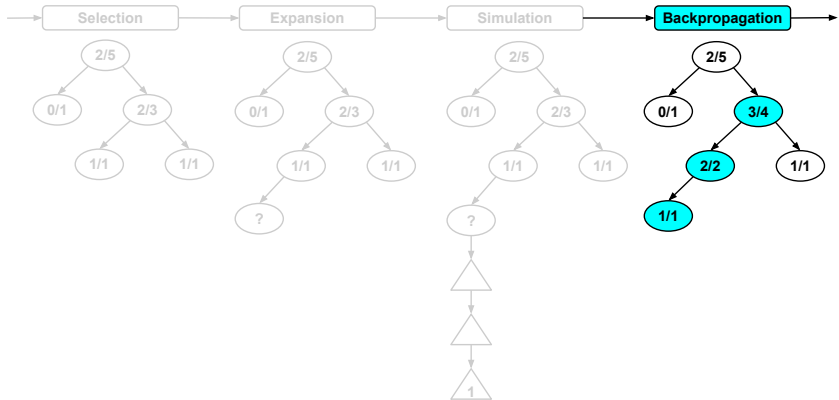 Selection Expansion Simulation Backpropagation
2/5 2/5 2/5 2/5
0/1 2/3 0/1 2/3 0/1 2/3 0/1 3/4
1/1 1/1 1/1 1/1 1/1 1/1 2/2 1/1
? ? 1/1
1